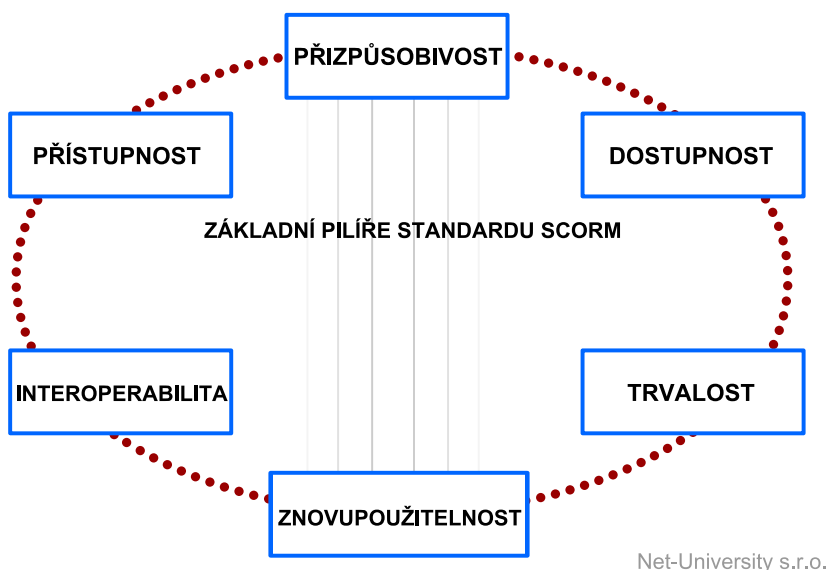 PŘIZPŮSOBIVOST
PŘÍSTUPNOST
DOSTUPNOST
ZÁKLADNÍ PILÍŘE STANDARDU SCORM
INTEROPERABILITA
TRVALOST
ZNOVUPOUŽITELNOST
Net-University s.r.o.